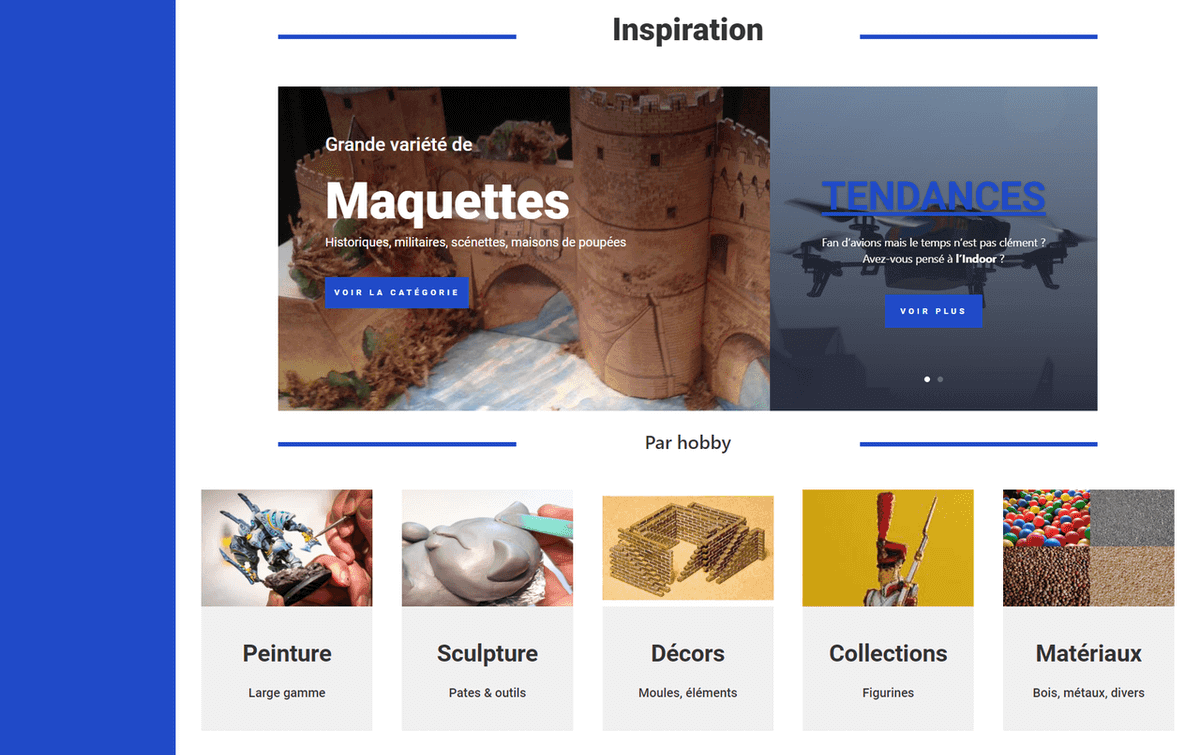 Inspiration
Grande variété de
Maquettes
Historiques, militaires, scénettes, maisons de poupées
VOIR LA CATÉGORIE
TENDANCES
Fan d'avions mais le temps n'est pas clément ?
Avez-vous pensé à l'Indoor ?
VOIR PLUS
Par hobby
Peinture
Large gamme
Sculpture
Pates & outils
Décors
Moules, éléments
Collections
Figurines
Matériaux
Bois, métaux, divers